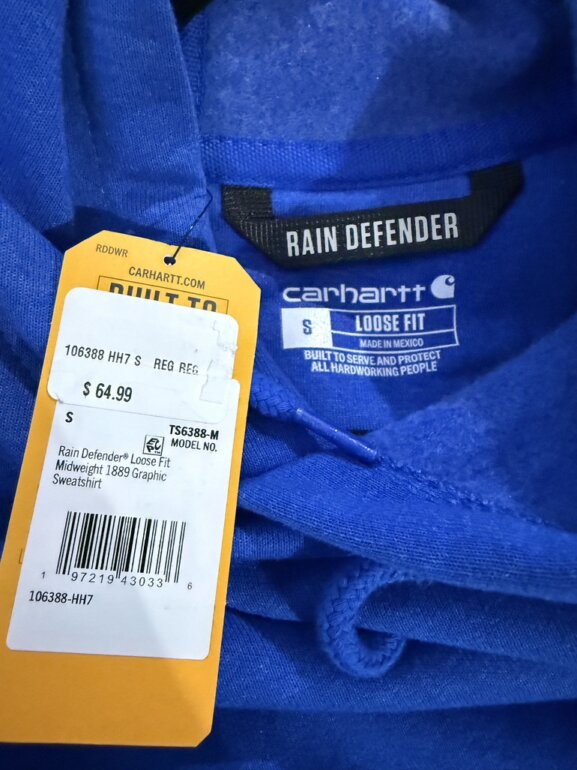 RDDWR
CARHARTT.COM
BUILT TO
106388 HH7 S REG REG
$ 64.99
S
TS6388-M
MODEL NO.
Rain Defender® Loose Fit
Midweight 1889 Graphic
Sweatshirt
1 97219 43033 6
106388-HH7
RAIN DEFENDER
carhartt
S LOOSE FIT
MADE IN MEXICO
BUILT TO SERVE AND PROTECT
ALL HARDWORKING PEOPLE